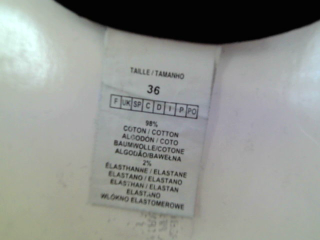 TAILLE / TAMANHO
36
F UK SP C D I P PO
98%
COTON / COTTON
ALGODÓN / COTO
BAUMWOLLE/COTONE
ALGODÃO/BAWEŁNA
2%
ELASTHANNE / ELASTANE
ELASTANO / ELASTANO
ELASTHAN / ELASTAN
ELASTANO
WŁÓKNO ELASTOMEROWE